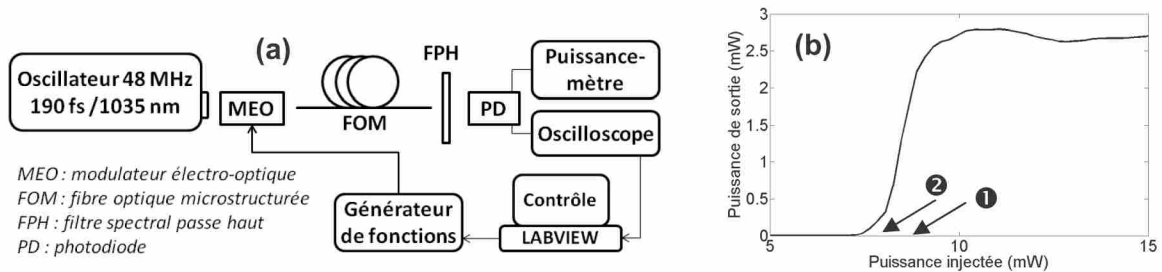 (a)
Oscillateur 48 MHz
190 fs /1035 nm
MEO
FOM
FPH
PD
Puissance-
mètre
Oscilloscope
MEO : modulateur électro-optique
FOM : fibre optique microstructurée
FPH : filtre spectral passe haut
PD : photodiode
Générateur
de fonctions
Contrôle
LABVIEW
(b)
Puissance de sortie (mW)
3
2.5
2
1.5
1
0.5
0
❷
❶
5
10
15
Puissance injectée (mW)